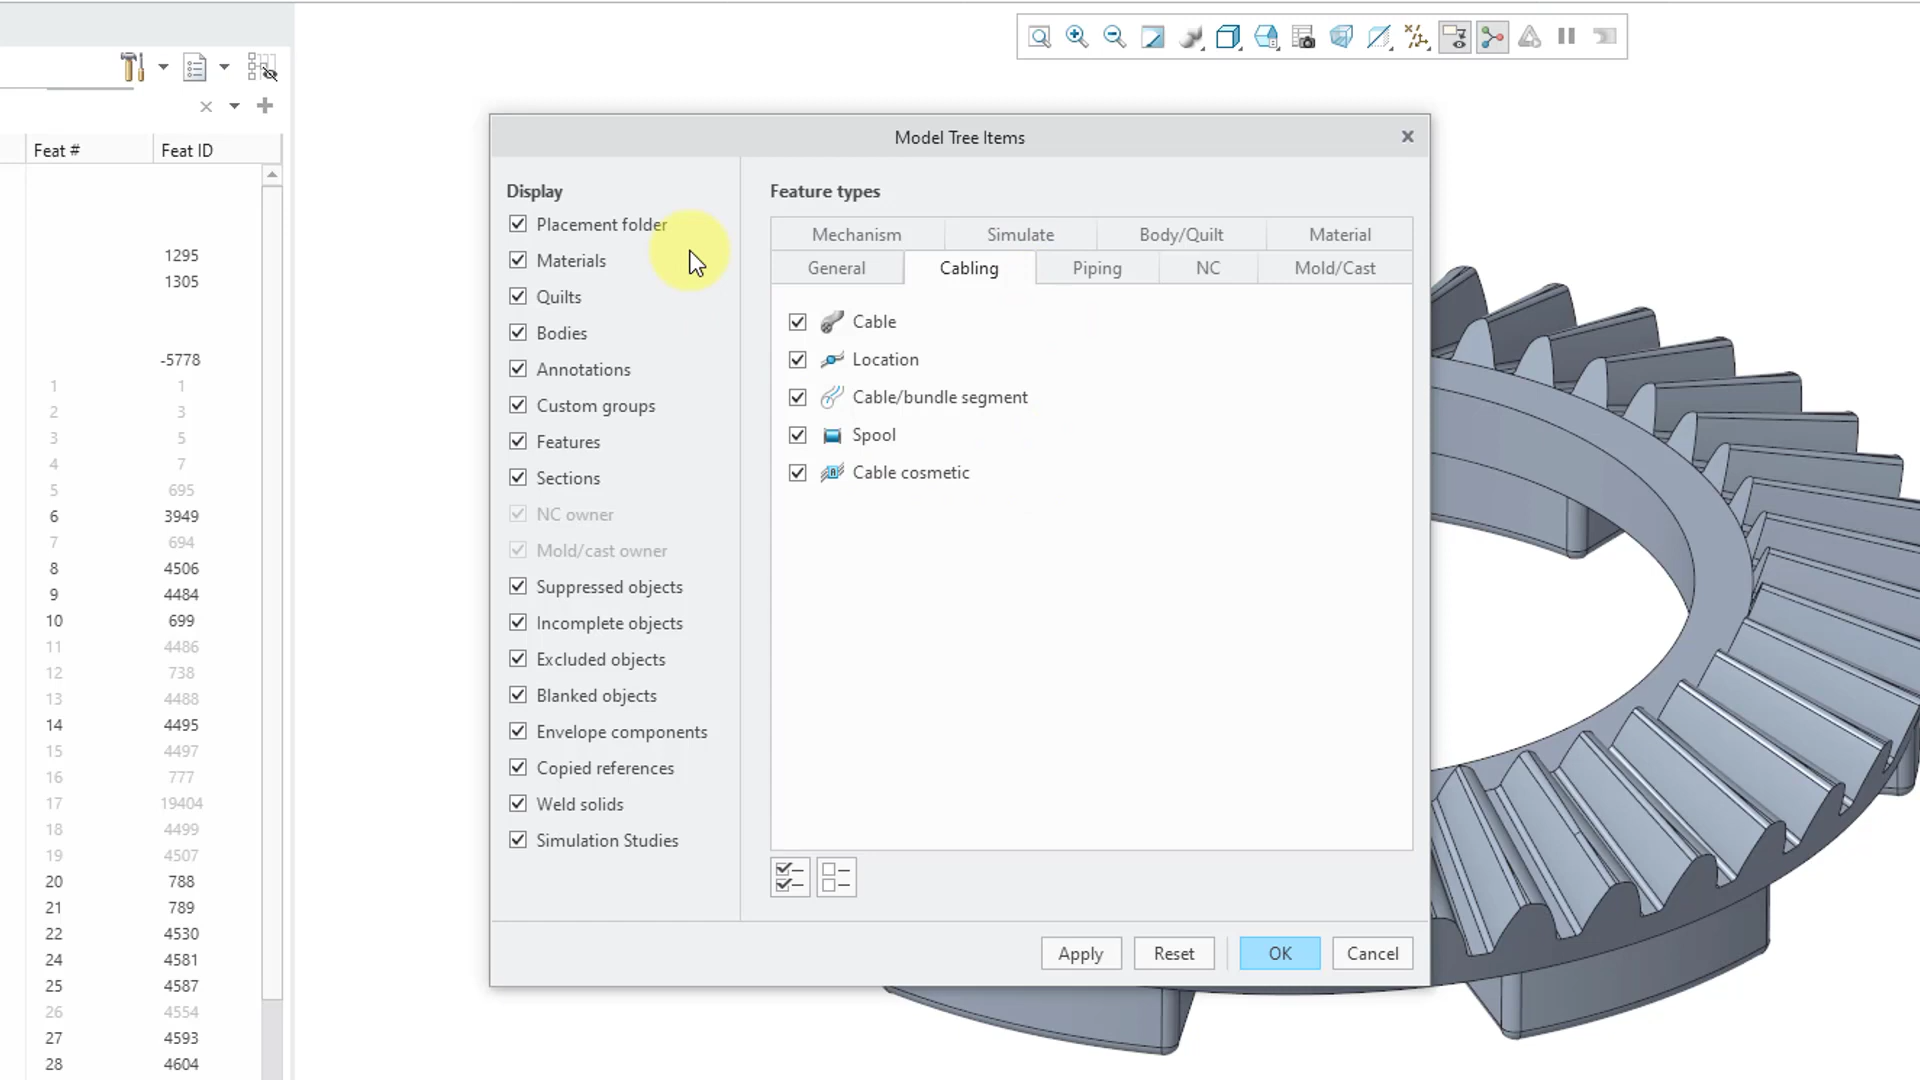 Feat # Feat ID
1295
1305
-5778
1 1
2 3
3 5
4 7
5 695
6 3949
7 694
8 4506
9 4484
10 699
11 4486
12 738
13 4488
14 4495
15 4497
16 777
17 19404
18 4499
19 4507
20 788
21 789
22 4530
24 4581
25 4587
26 4554
27 4593
28 4604
Model Tree Items
Display
Placement folder
Materials
Quilts
Bodies
Annotations
Custom groups
Features
Sections
NC owner
Mold/cast owner
Suppressed objects
Incomplete objects
Excluded objects
Blanked objects
Envelope components
Copied references
Weld solids
Simulation Studies
Feature types
Mechanism Simulate Body/Quilt Material
General Cabling Piping NC Mold/Cast
Cable
Location
Cable/bundle segment
Spool
Cable cosmetic
Apply Reset OK Cancel